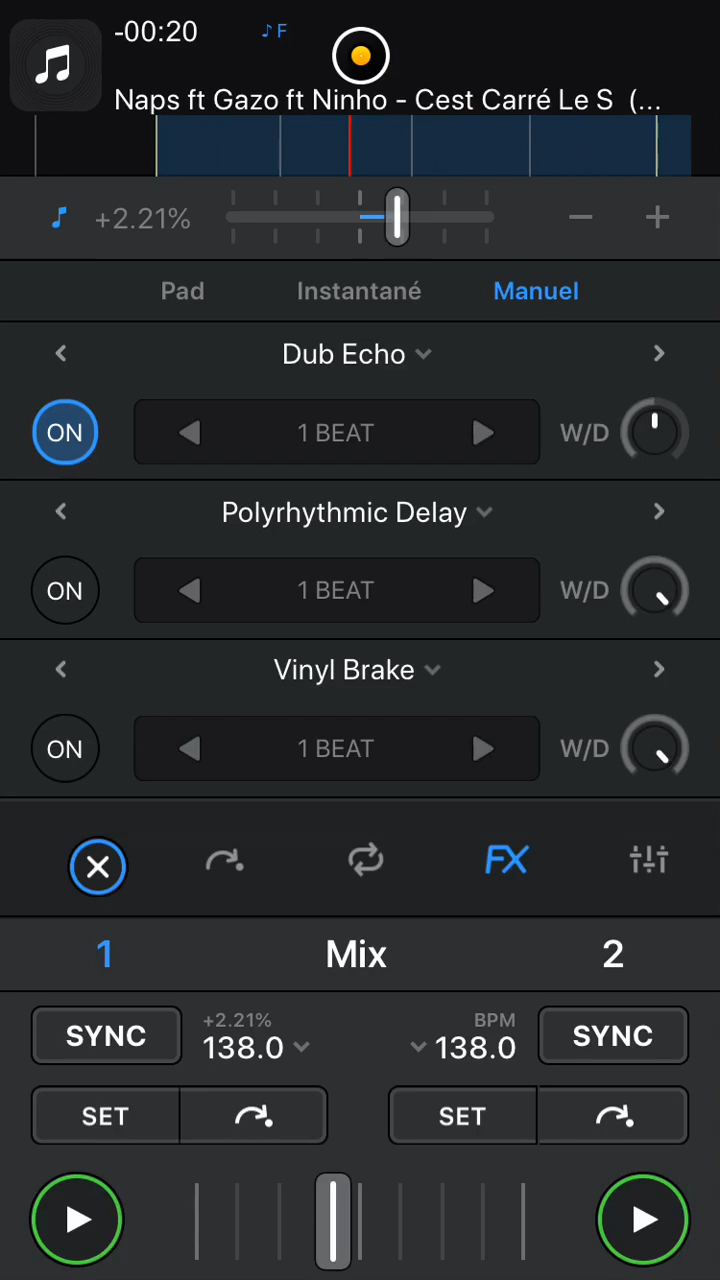 -00:20
♪ F
Naps ft Gazo ft Ninho - Cest Carré Le S (...
+2.21%
Pad Instantané Manuel
Dub Echo
ON 1 BEAT W/D
Polyrhythmic Delay
ON 1 BEAT W/D
Vinyl Brake
ON 1 BEAT W/D
FX
1 Mix 2
SYNC +2.21% BPM SYNC
138.0 138.0
SET SET